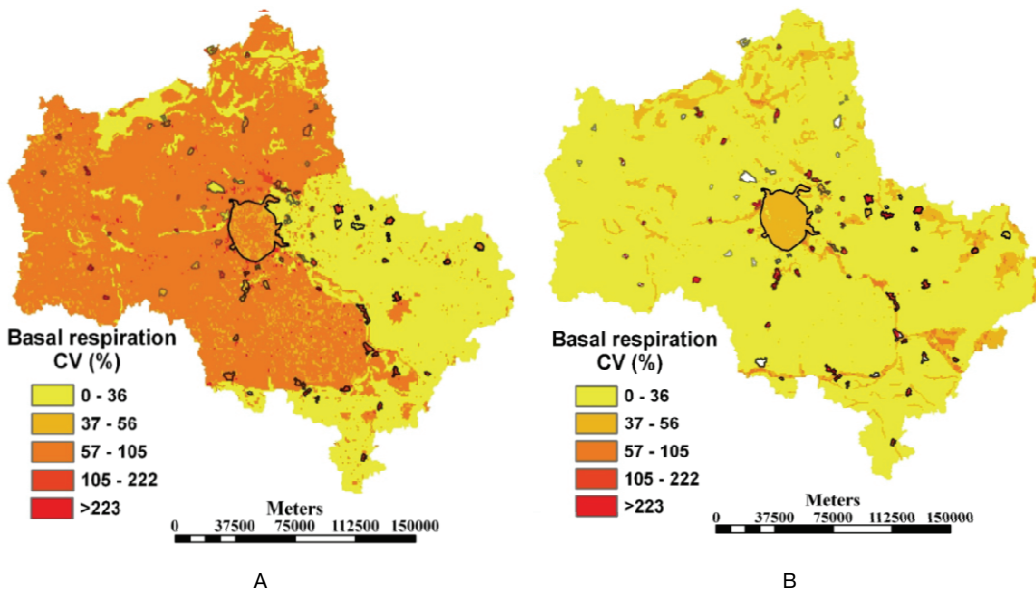 Basal respiration
CV (%)
0 - 36
37 - 56
57 - 105
105 - 222
>223
Meters
0 37500 75000 112500 150000
A
Basal respiration
CV (%)
0 - 36
37 - 56
57 - 105
105 - 222
>223
Meters
0 37500 75000 112500 150000
B